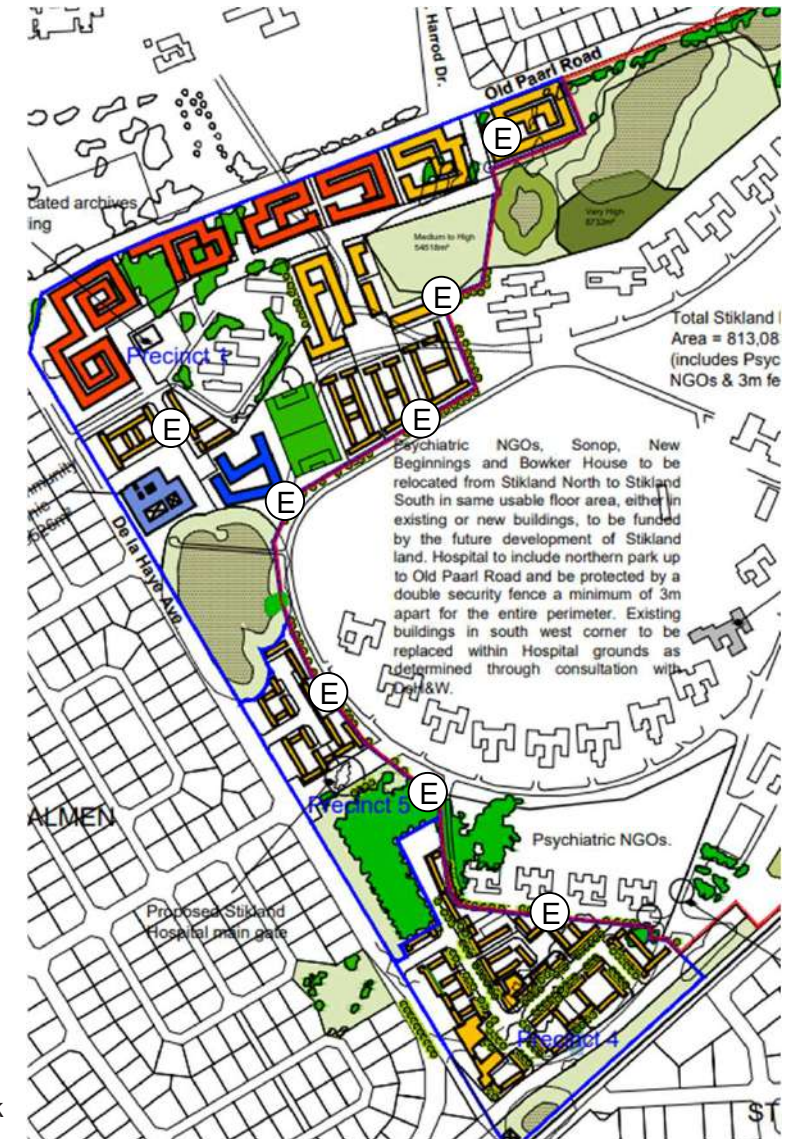 Harrod Dr.
Old Paarl Road
cated archives
ing
E
Very High
8732m²
Medium to High
54618m²
E
Total Stikland
Area = 813,08
(includes Psyc
NGOs & 3m fe
Precinct 1
E
E
Psychiatric NGOs, Sonop, New
Beginnings and Bowker House to be
relocated from Stikland North to Stikland
South in same usable floor area, either in
existing or new buildings, to be funded
by the future development of Stikland
land. Hospital to include northern park up
to Old Paarl Road and be protected by a
double security fence a minimum of 3m
apart for the entire perimeter. Existing
buildings in south west corner to be
replaced within Hospital grounds as
determined through consultation with
DoH&W.
E
De la Haye Ave
E
E
Precinct 5
ALMEN
Psychiatric NGOs.
E
Proposed Stikland
Hospital main gate
Precinct 4
k
ST